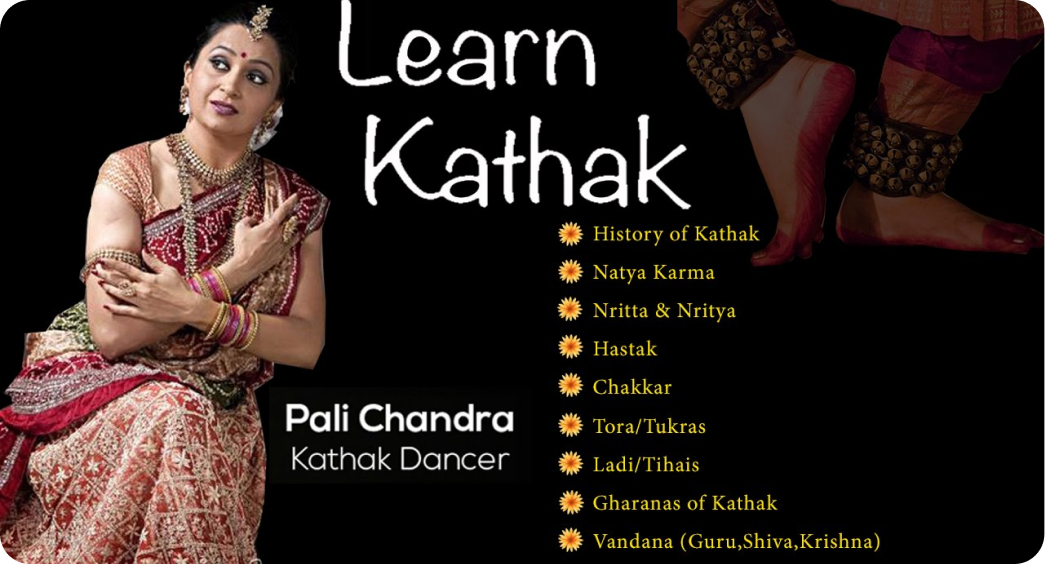 Learn
Kathak
History of Kathak
Natya Karma
Nritta & Nritya
Hastak
Chakkar
Tora/Tukras
Ladi/Tihais
Gharanas of Kathak
Vandana (Guru,Shiva,Krishna)
Pali Chandra
Kathak Dancer